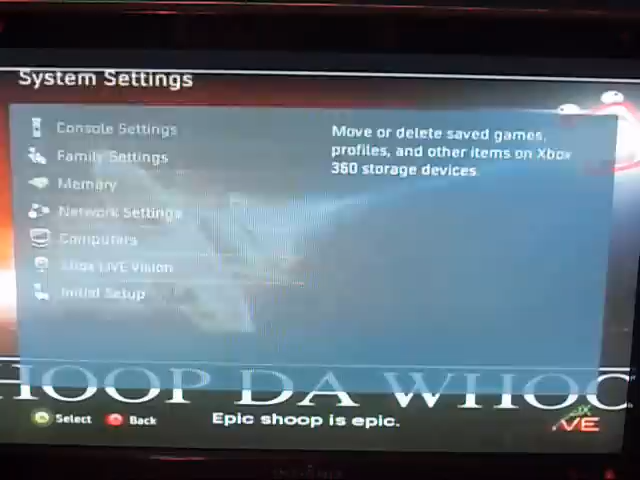 System Settings
Console Settings
Family Settings
Memory
Network Settings
Computers
Xbox LIVE Vision
Initial Setup
Move or delete saved games,
profiles, and other items on Xbox
360 storage devices.
HOOP DA WHOO
Select
Back
Epic shoop is epic.